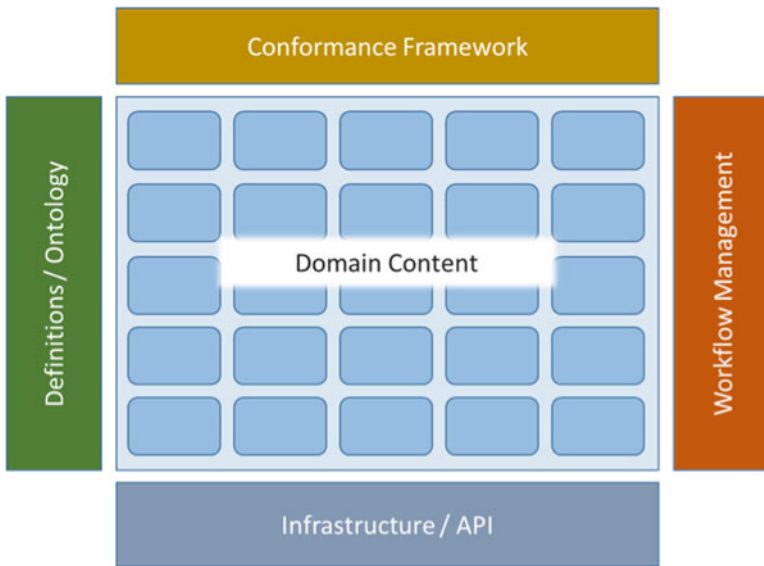 Conformance Framework
Definitions / Ontology
Domain Content
Workflow Management
Infrastructure / API